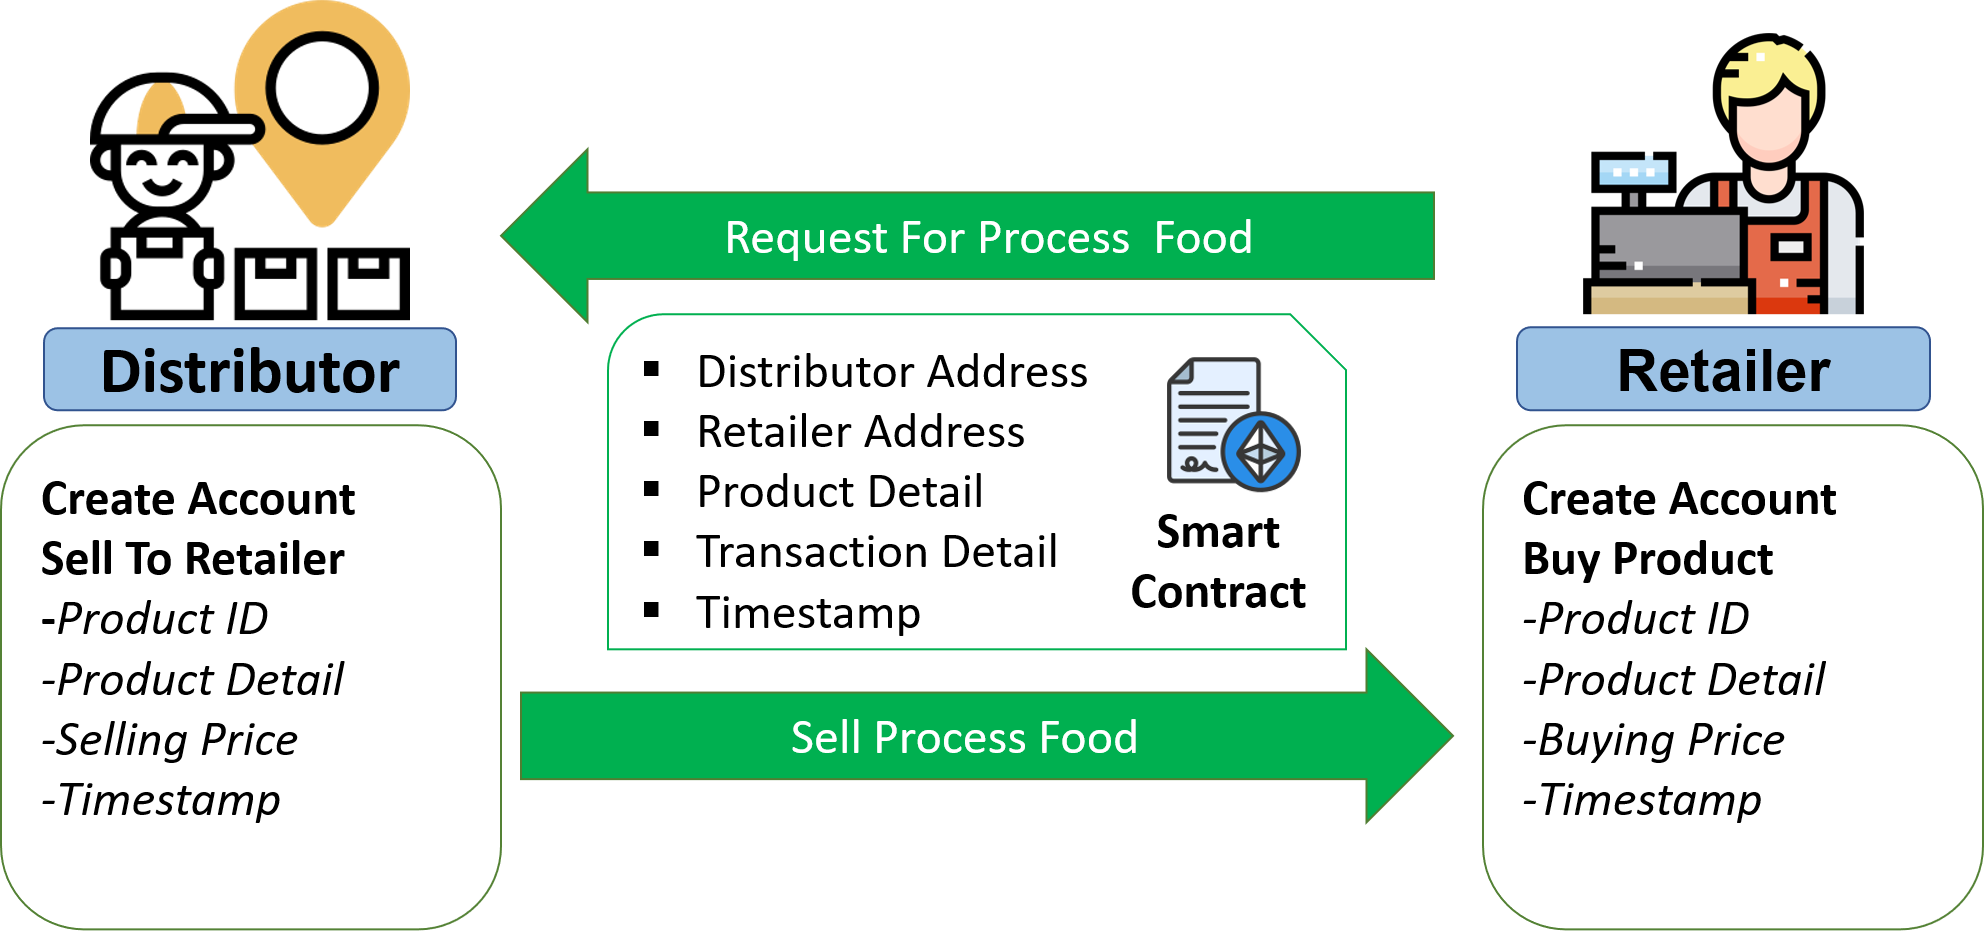 Request For Process  Food
Distributor
Retailer
▪ Distributor Address
▪ Retailer Address
▪ Product Detail
▪ Transaction Detail
▪ Timestamp
Smart
Contract
Create Account
Sell To Retailer
-Product ID
-Product Detail
-Selling Price
-Timestamp
Create Account
Buy Product
-Product ID
-Product Detail
-Buying Price
-Timestamp
Sell Process Food